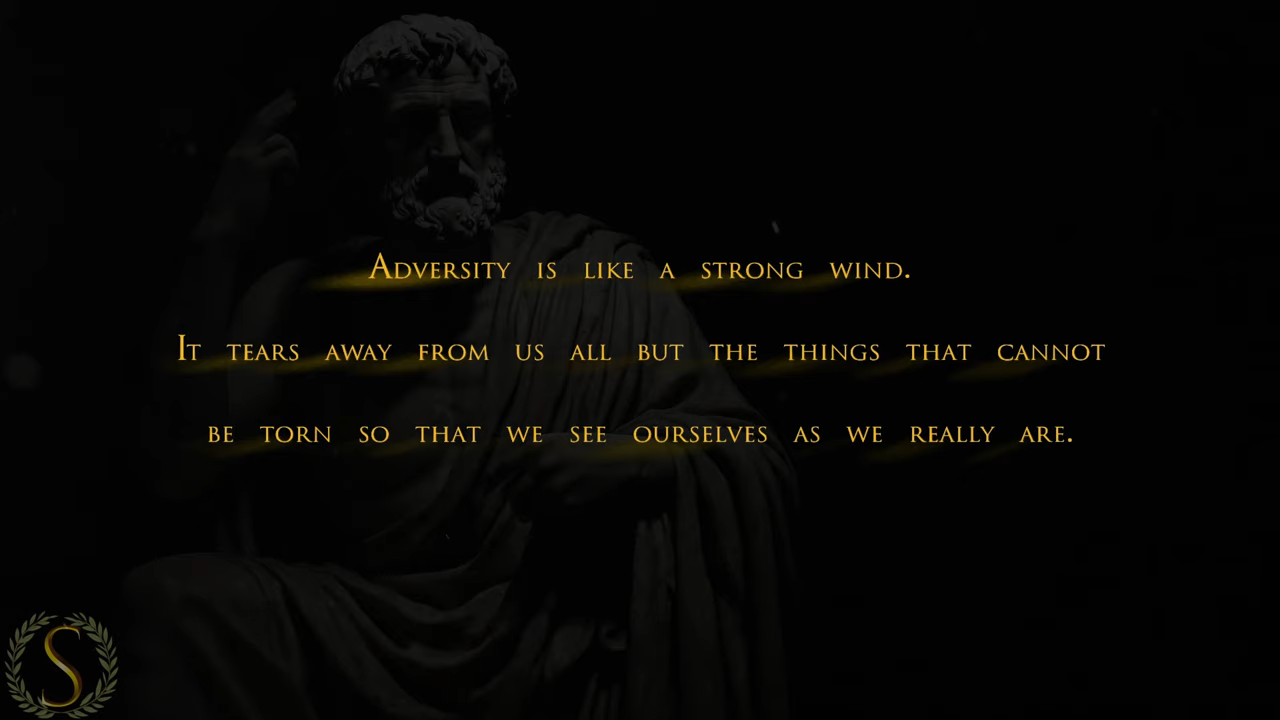 Adversity is like a strong wind.
It tears away from us all but the things that cannot
be torn so that we see ourselves as we really are.
S